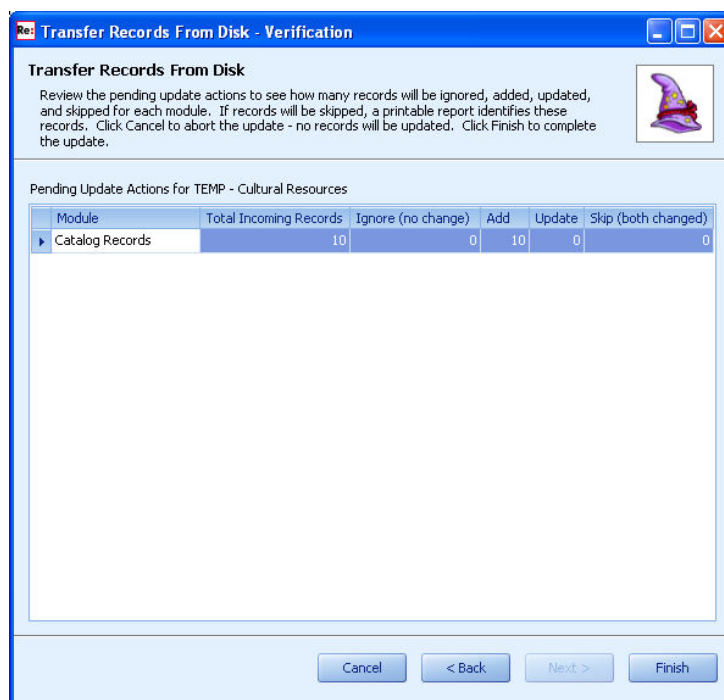 Re: Transfer Records From Disk - Verification
Transfer Records From Disk
Review the pending update actions to see how many records will be ignored, added, updated,
and skipped for each module. If records will be skipped, a printable report identifies these
records. Click Cancel to abort the update - no records will be updated. Click Finish to complete
the update.
Pending Update Actions for TEMP - Cultural Resources
Module Total Incoming Records Ignore (no change) Add Update Skip (both changed)
Catalog Records 10 0 10 0 0
Cancel < Back Next > Finish